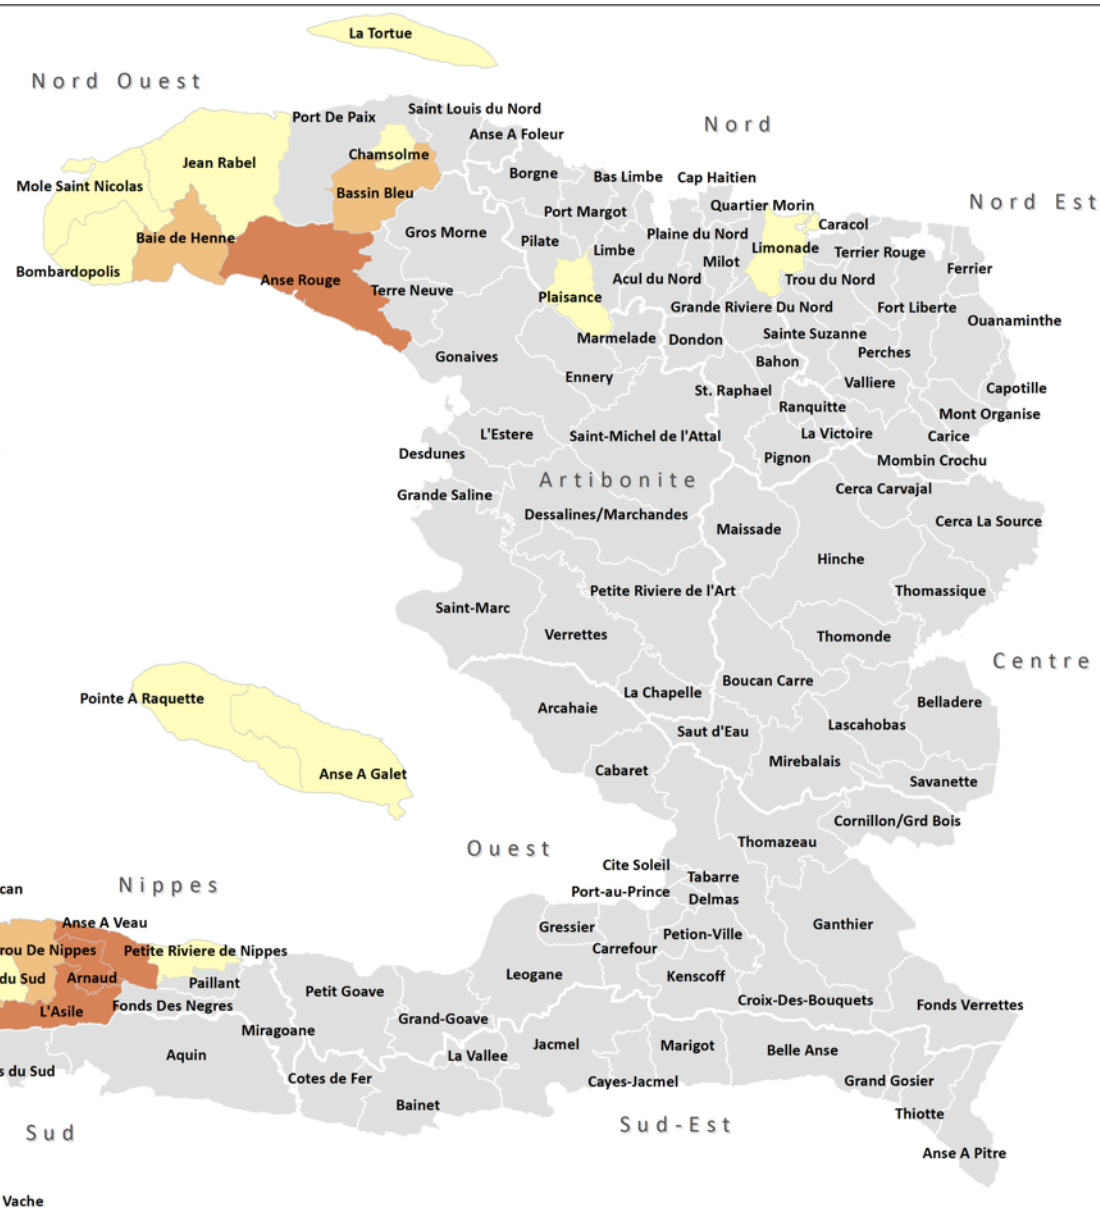 La Tortue
Nord Ouest
Saint Louis du Nord
Port De Paix
Nord
Anse A Foleur
Chamsolme
Jean Rabel
Borgne
Bas Limbe
Cap Haitien
Mole Saint Nicolas
Bassin Bleu
Nord Est
Quartier Morin
Port Margot
Caracol
Gros Morne
Plaine du Nord
Baie de Henne
Pilate
Limbe
Limonade
Terrier Rouge
Milot
Ferrier
Bombardopolis
Anse Rouge
Acul du Nord
Trou du Nord
Terre Neuve
Plaisance
Grande Riviere Du Nord
Fort Liberte
Ouanaminthe
Marmelade
Dondon
Sainte Suzanne
Gonaives
Perches
Bahon
Ennery
Valliere
St. Raphael
Capotille
Ranquitte
Mont Organise
L'Estere
Saint-Michel de l'Attal
La Victoire
Carice
Desdunes
Pignon
Mombin Crochu
Artibonite
Cerca Carvajal
Grande Saline
Dessalines/Marchandes
Cerca La Source
Maissade
Hinche
Petite Riviere de l'Art
Thomassique
Saint-Marc
Verrettes
Thomonde
Centre
Boucan Carre
La Chapelle
Pointe A Raquette
Belladere
Arcahaie
Lascahobas
Saut d'Eau
Mirebalais
Cabaret
Anse A Galet
Savanette
Cornillon/Grd Bois
Thomazeau
Ouest
Cite Soleil
Tabarre
Nippes
can
Port-au-Prince
Delmas
Anse A Veau
Gressier
Ganthier
Petion-Ville
rou De Nippes
Petite Riviere de Nippes
Carrefour
du Sud
Arnaud
Paillant
Leogane
Kenscoff
Petit Goave
Croix-Des-Bouquets
Fonds Verrettes
L'Asile
Fonds Des Negres
Grand-Goave
Miragoane
Jacmel
Marigot
Belle Anse
Aquin
La Vallee
s du Sud
Cotes de Fer
Cayes-Jacmel
Grand Gosier
Bainet
Thiotte
Sud
Sud-Est
Anse A Pitre
Vache